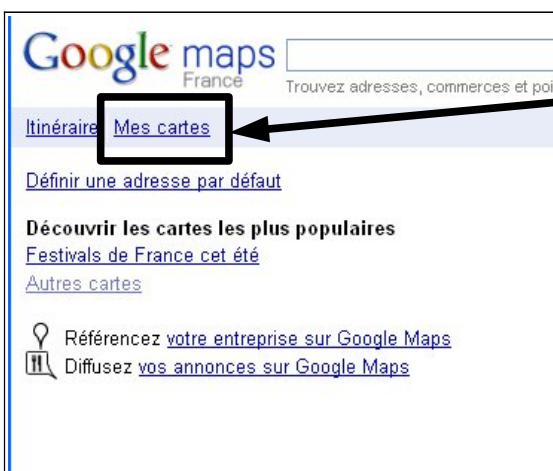 Google maps
France
Trouvez adresses, commerces et poi
Itinéraire Mes cartes
Définir une adresse par défaut
Découvrir les cartes les plus populaires
Festivals de France cet été
Autres cartes
Référencez votre entreprise sur Google Maps
Diffusez vos annonces sur Google Maps